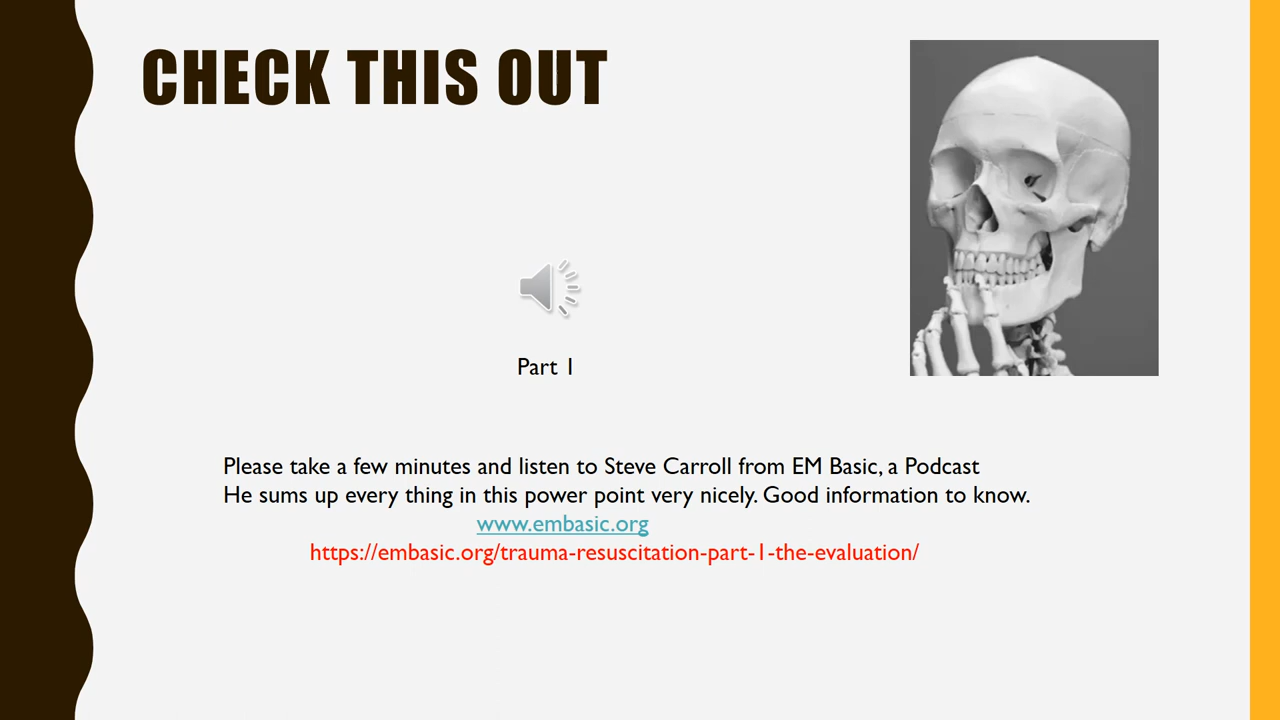 CHECK THIS OUT
Part 1
Please take a few minutes and listen to Steve Carroll from EM Basic, a Podcast
He sums up every thing in this power point very nicely. Good information to know.
www.embasic.org
https://embasic.org/trauma-resuscitation-part-1-the-evaluation/